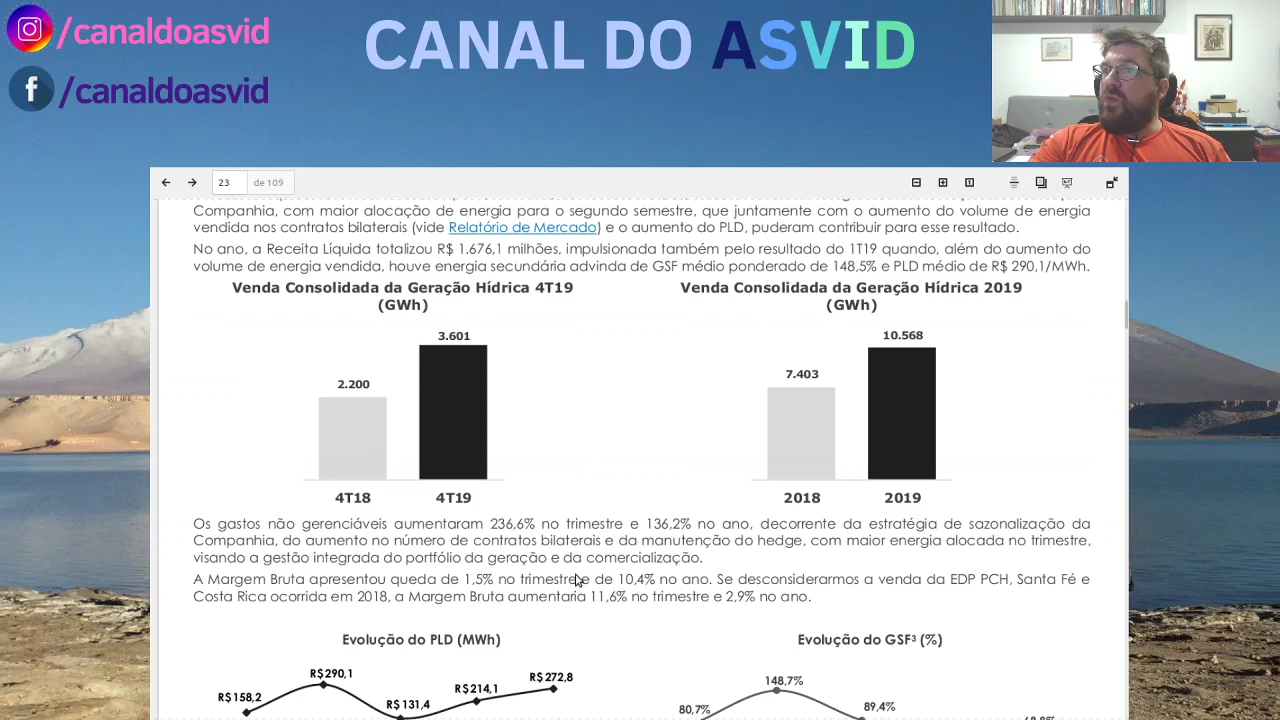 /canaldoasvid
/canaldoasvid
CANAL DO ASVID
23 de 109
Companhia, com maior alocação de energia para o segundo semestre, que juntamente com o aumento do volume de energia
vendida nos contratos bilaterais (vide Relatório de Mercado) e o aumento do PLD, puderam contribuir para esse resultado.
No ano, a Receita Líquida totalizou R$ 1.676,1 milhões, impulsionada também pelo resultado do 1T19 quando, além do aumento do
volume de energia vendida, houve energia secundária advinda de GSF médio ponderado de 148,5% e PLD médio de R$ 290,1/MWh.
Venda Consolidada da Geração Hídrica 4T19
(GWh)
3.601
2.200
4T18 4T19
Venda Consolidada da Geração Hídrica 2019
(GWh)
10.568
7.403
2018 2019
Os gastos não gerenciáveis aumentaram 236,6% no trimestre e 136,2% no ano, decorrente da estratégia de sazonalização da
Companhia, do aumento no número de contratos bilaterais e da manutenção do hedge, com maior energia alocada no trimestre,
visando a gestão integrada do portfólio da geração e da comercialização.
A Margem Bruta apresentou queda de 1,5% no trimestre e de 10,4% no ano. Se desconsiderarmos a venda da EDP PCH, Santa Fé e
Costa Rica ocorrida em 2018, a Margem Bruta aumentaria 11,6% no trimestre e 2,9% no ano.
Evolução do PLD (MWh)
R$158,2 R$290,1 R$131,4 R$214,1 R$272,8
Evolução do GSF³ (%)
80,7% 148,7% 89,4%